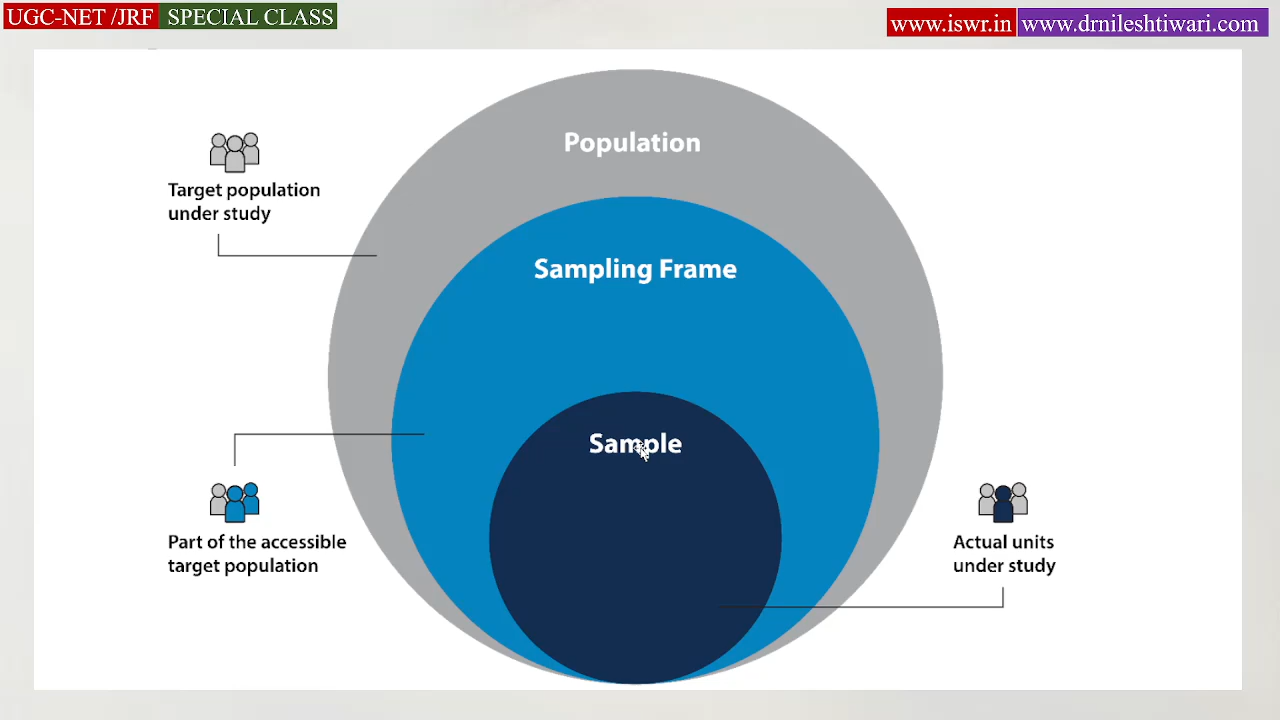 UGC-NET /JRF SPECIAL CLASS
www.iswr.in www.drnileshtiwari.com
Population
Target population
under study
Sampling Frame
Sample
Part of the accessible
target population
Actual units
under study